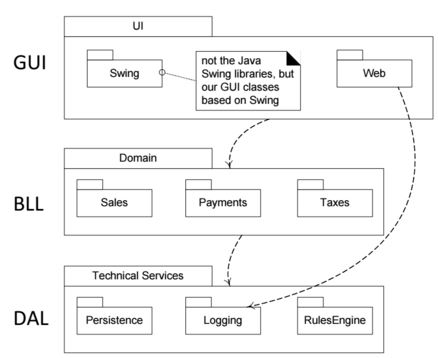 UI
GUI
Swing
not the Java
Swing libraries, but
our GUI classes
based on Swing
Web
Domain
BLL
Sales
Payments
Taxes
Technical Services
DAL
Persistence
Logging
RulesEngine